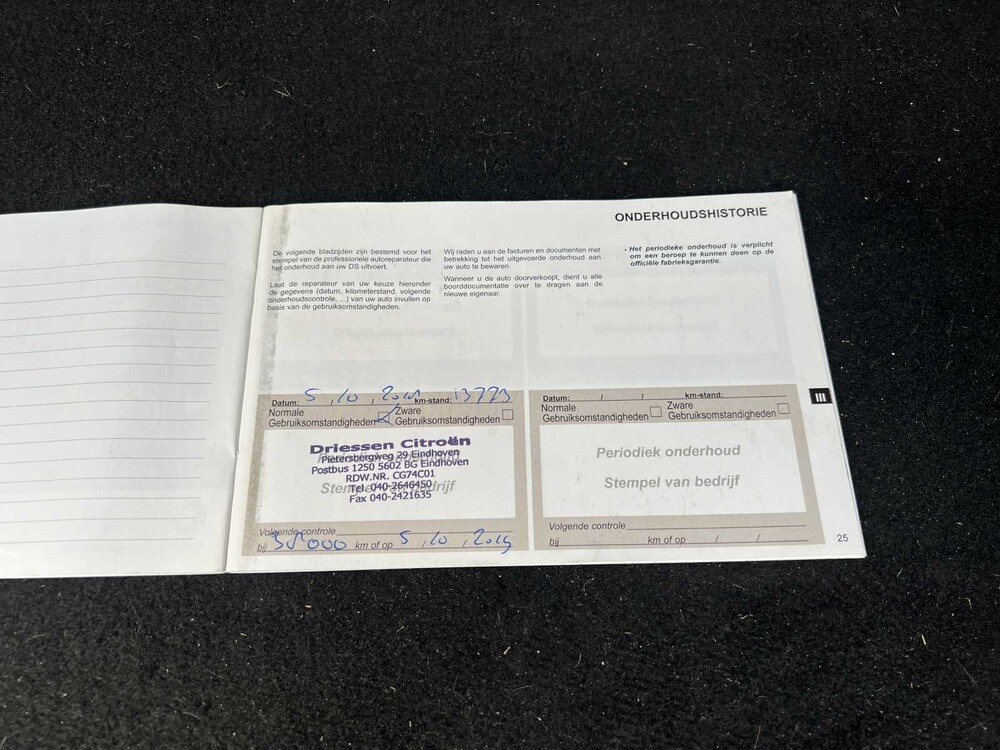 ONDERHOUDSHISTORIE
De volgende bladzijden zijn bestemd voor het
stempel van de professionele autoreparateur die
het onderhoud aan uw DS uitvoert.
Laat de reparateur van uw keuze hieronder
de gegevens (datum, kilometerstand, volgende
onderhoudscontrole, ...) van uw auto invullen op
basis van de gebruiksomstandigheden.
Wij raden u aan de facturen en documenten met
betrekking tot het uitgevoerde onderhoud aan
uw auto te bewaren.
Wanneer u de auto doorverkoopt, dient u alle
boorddocumentatie over te dragen aan de
nieuwe eigenaar.
- Het periodieke onderhoud is verplicht
om een beroep te kunnen doen op de
officiële fabrieksgarantie.
Datum: 5, 10, km-stand: 13773
Normale
Gebruiksomstandigheden
Zware
Gebruiksomstandigheden
Driessen Citroën
Pietersbergweg 29 Eindhoven
Postbus 1250 5602 BG Eindhoven
RDW.NR. CG74C01
Tel. 040-2646450
Stempel van bedrijf
Fax 040-2421635
Volgende controle
bij 38000 km of op 5, 10, 2019
Datum: / / km-stand:
Normale
Gebruiksomstandigheden
Zware
Gebruiksomstandigheden
Periodiek onderhoud
Stempel van bedrijf
Volgende controle
bij km of op / /
III
25